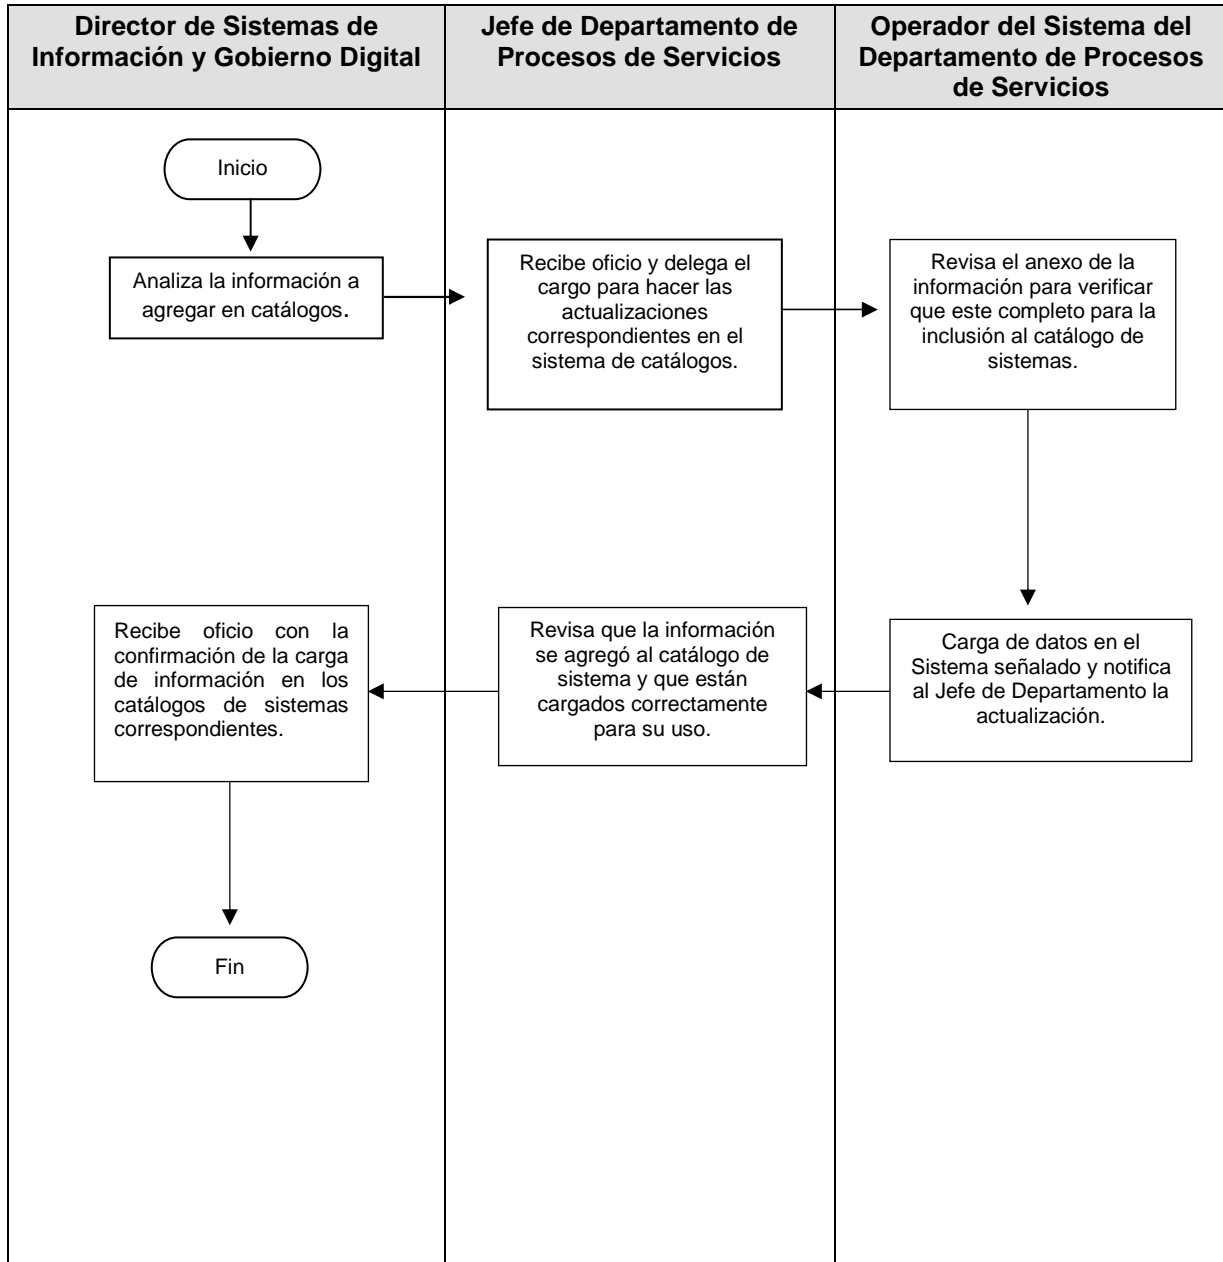 Director de Sistemas de
Información y Gobierno Digital
Jefe de Departamento de
Procesos de Servicios
Operador del Sistema del
Departamento de Procesos
de Servicios
Inicio
Analiza la información a
agregar en catálogos.
Recibe oficio y delega el
cargo para hacer las
actualizaciones
correspondientes en el
sistema de catálogos.
Revisa el anexo de la
información para verificar
que este completo para la
inclusión al catálogo de
sistemas.
Recibe oficio con la
confirmación de la carga
de información en los
catálogos de sistemas
correspondientes.
Revisa que la información
se agregó al catálogo de
sistema y que están
cargados correctamente
para su uso.
Carga de datos en el
Sistema señalado y notifica
al Jefe de Departamento la
actualización.
Fin